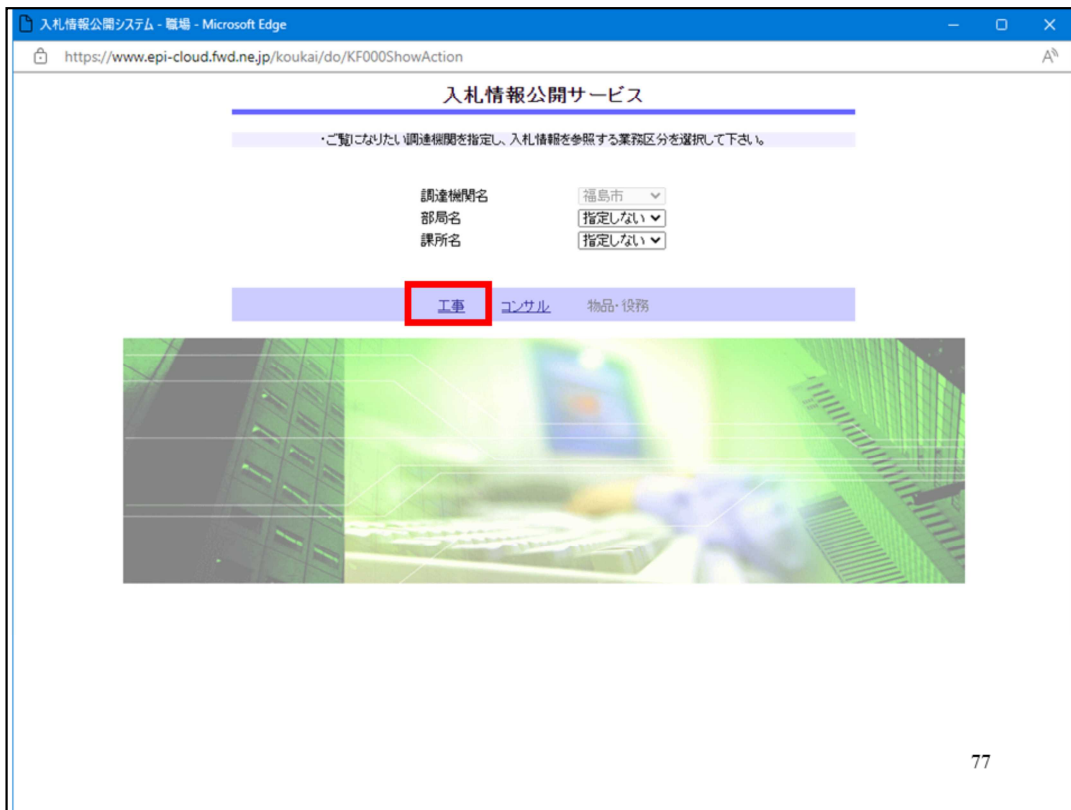 入札情報公開システム - 職場 - Microsoft Edge
https://www.epi-cloud.fwd.ne.jp/koukai/do/KF000ShowAction
入札情報公開サービス
・ご覧になりたい調達機関を指定し、入札情報を参照する業務区分を選択して下さい。
調達機関名 福島市
部局名 指定しない
課所名 指定しない
工事 コンサル 物品・役務
77